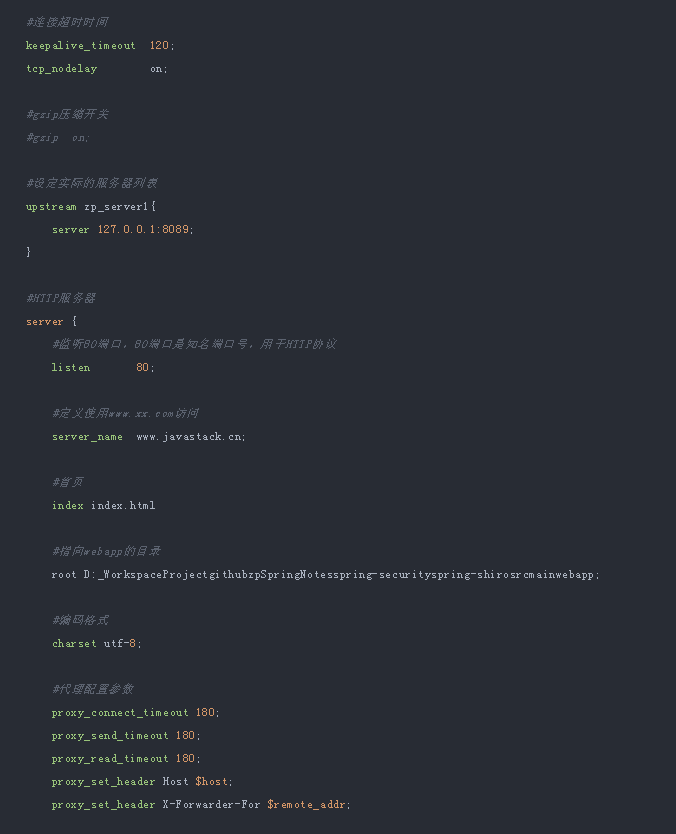 #连接超时时间
keepalive_timeout  120;
tcp_nodelay        on;
#gzip压缩开关
#gzip  on;
#设定实际的服务器列表
upstream zp_server1{
    server 127.0.0.1:8089;
}
#HTTP服务器
server {
    #监听80端口，80端口是知名端口号，用于HTTP协议
    listen       80;
    #定义使用www.xx.com访问
    server_name  www.javastack.cn;
    #首页
    index index.html
    #指向webapp的目录
    root D:_WorkspaceProjectgithubzpSpringNotesspring-securityspring-shirosrcmainwebapp;
    #编码格式
    charset utf-8;
    #代理配置参数
    proxy_connect_timeout 180;
    proxy_send_timeout 180;
    proxy_read_timeout 180;
    proxy_set_header Host $host;
    proxy_set_header X-Forwarder-For $remote_addr;